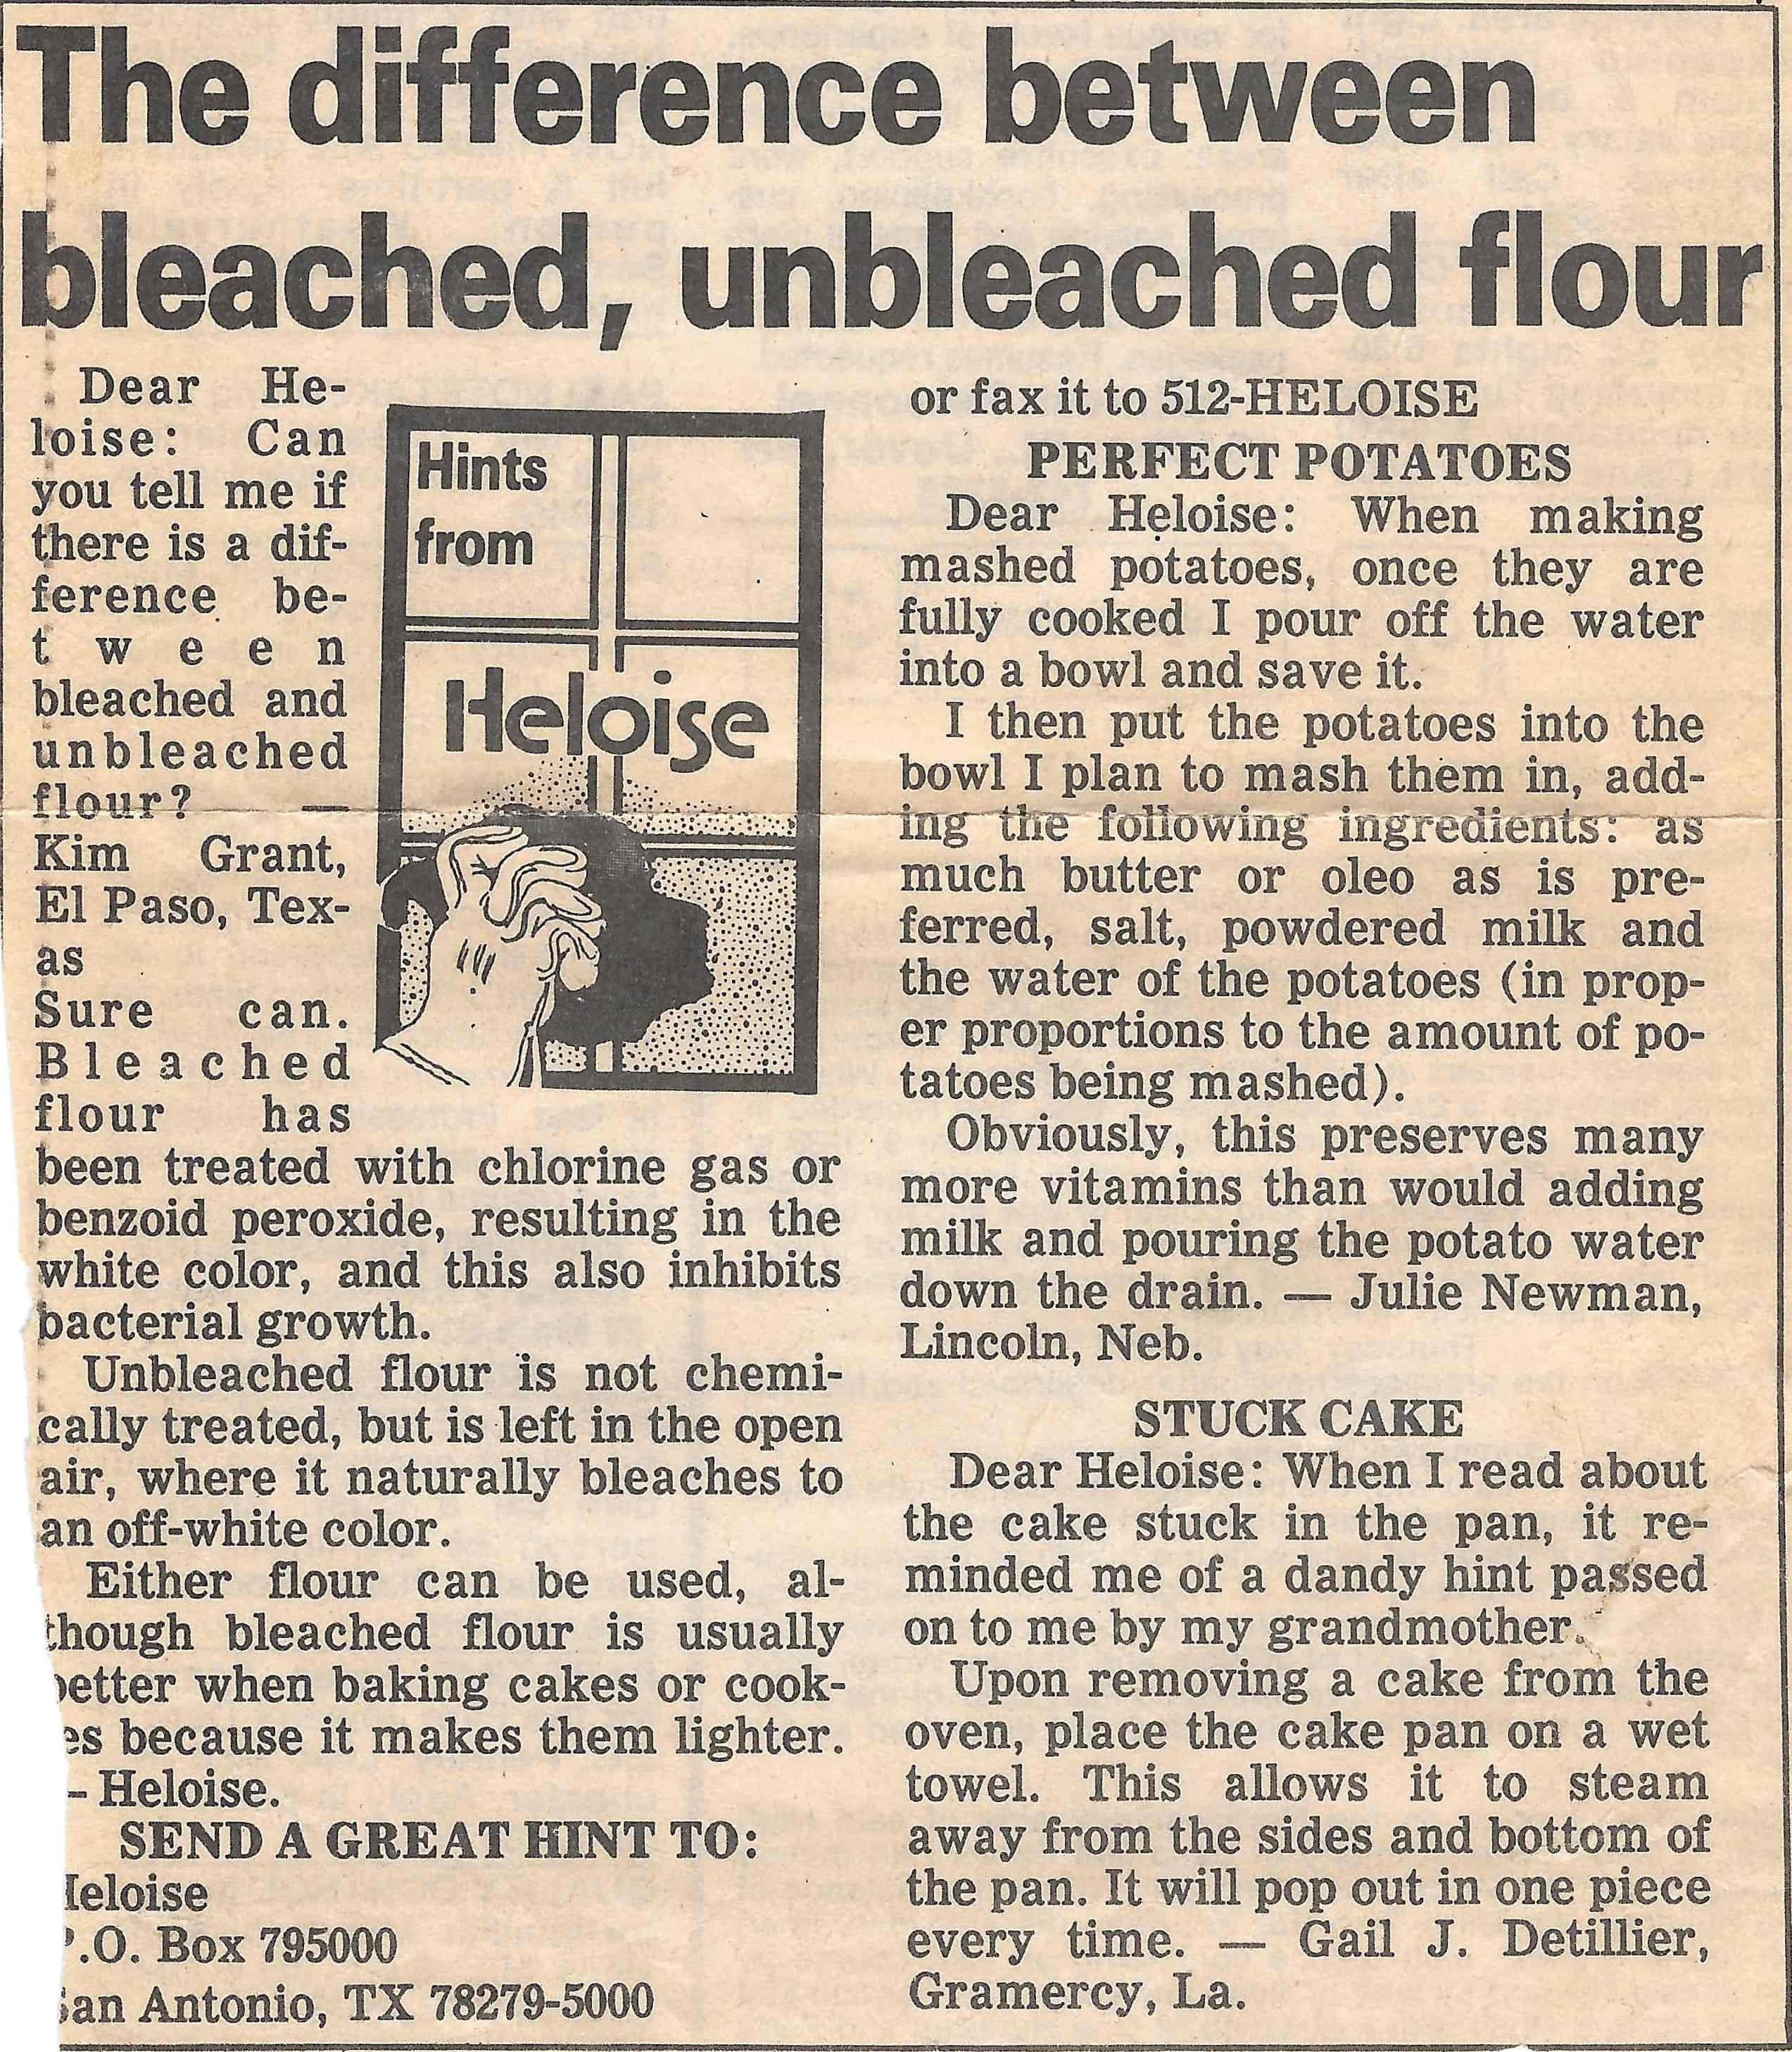 The difference between
bleached, unbleached flour
Dear He-
loise: Can
you tell me if
there is a dif-
ference be-
tween
bleached and
unbleached
flour? —
Kim Grant,
El Paso, Tex-
as
Sure can.
Bleached
flour has
been treated with chlorine gas or
benzoid peroxide, resulting in the
white color, and this also inhibits
bacterial growth.
Unbleached flour is not chemi-
cally treated, but is left in the open
air, where it naturally bleaches to
an off-white color.
Either flour can be used, al-
though bleached flour is usually
better when baking cakes or cook-
es because it makes them lighter.
— Heloise.
SEND A GREAT HINT TO:
Heloise
P.O. Box 795000
San Antonio, TX 78279-5000
Hints
from
Heloise
or fax it to 512-HELOISE
PERFECT POTATOES
Dear Heloise: When making
mashed potatoes, once they are
fully cooked I pour off the water
into a bowl and save it.
I then put the potatoes into the
bowl I plan to mash them in, add-
ing the following ingredients: as
much butter or oleo as is pre-
ferred, salt, powdered milk and
the water of the potatoes (in prop-
er proportions to the amount of po-
tatoes being mashed).
Obviously, this preserves many
more vitamins than would adding
milk and pouring the potato water
down the drain. — Julie Newman,
Lincoln, Neb.
STUCK CAKE
Dear Heloise: When I read about
the cake stuck in the pan, it re-
minded me of a dandy hint passed
on to me by my grandmother.
Upon removing a cake from the
oven, place the cake pan on a wet
towel. This allows it to steam
away from the sides and bottom of
the pan. It will pop out in one piece
every time. — Gail J. Detillier,
Gramercy, La.